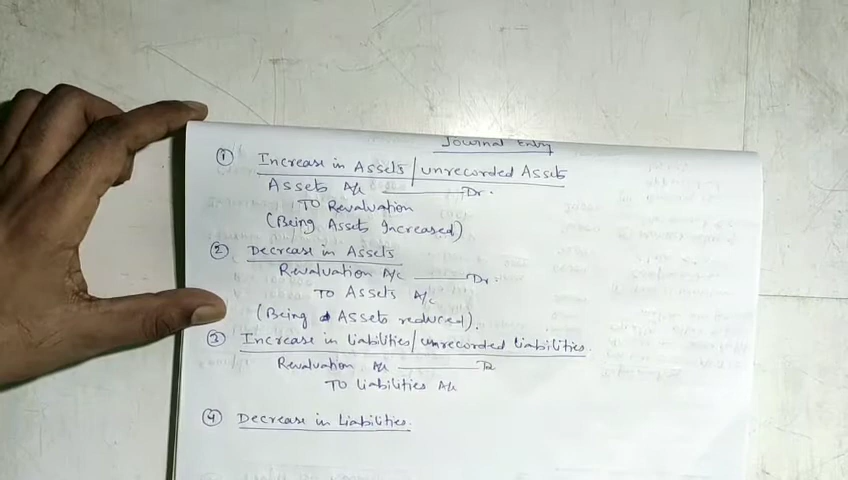 Journal Entry
① Increase in Assets/unrecorded Assets
Assets A/c ——— Dr.
TO Revaluation
(Being Assets Increased)
② Decrease in Assets
Revaluation A/c ——— Dr.
TO Assets A/c
(Being Assets reduced).
③ Increase in liabilities/unrecorded liabilities.
Revaluation A/c ———
TO liabilities A/c
④ Decrease in Liabilities.